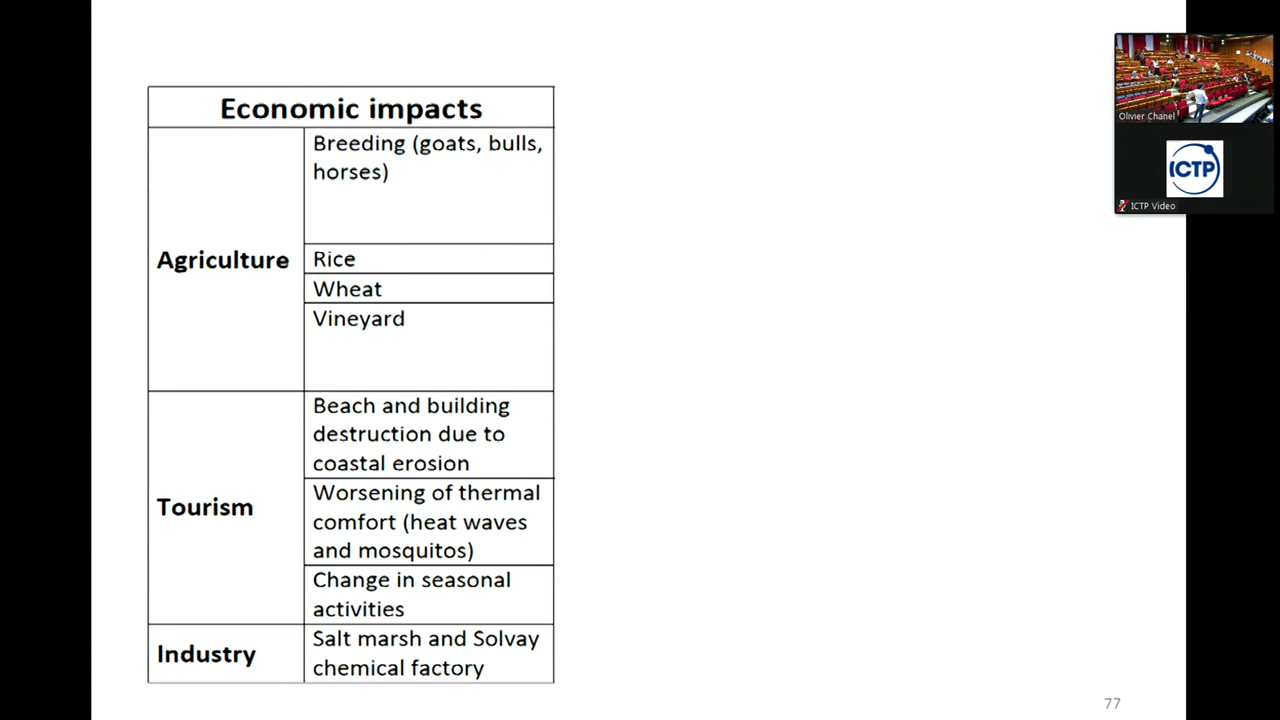 Economic impacts
Agriculture
Breeding (goats, bulls,
horses)
Rice
Wheat
Vineyard
Tourism
Beach and building
destruction due to
coastal erosion
Worsening of thermal
comfort (heat waves
and mosquitos)
Change in seasonal
activities
Industry
Salt marsh and Solvay
chemical factory
77
Olivier Chanel
ICTP
ICTP Video